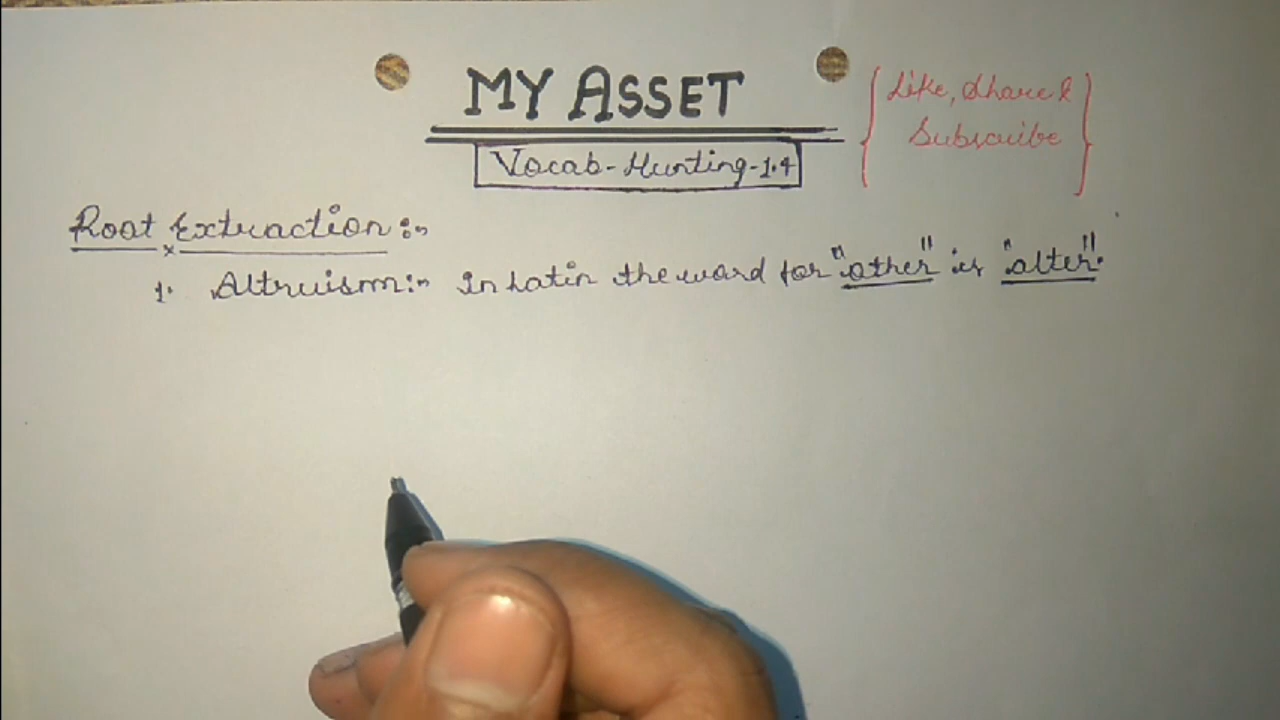 MY ASSET
{Like, Share &
Subscribe}
Vocab-Hunting-1.4
Root Extraction:-
1. Altruism:- In Latin the word for "other" is "alter".